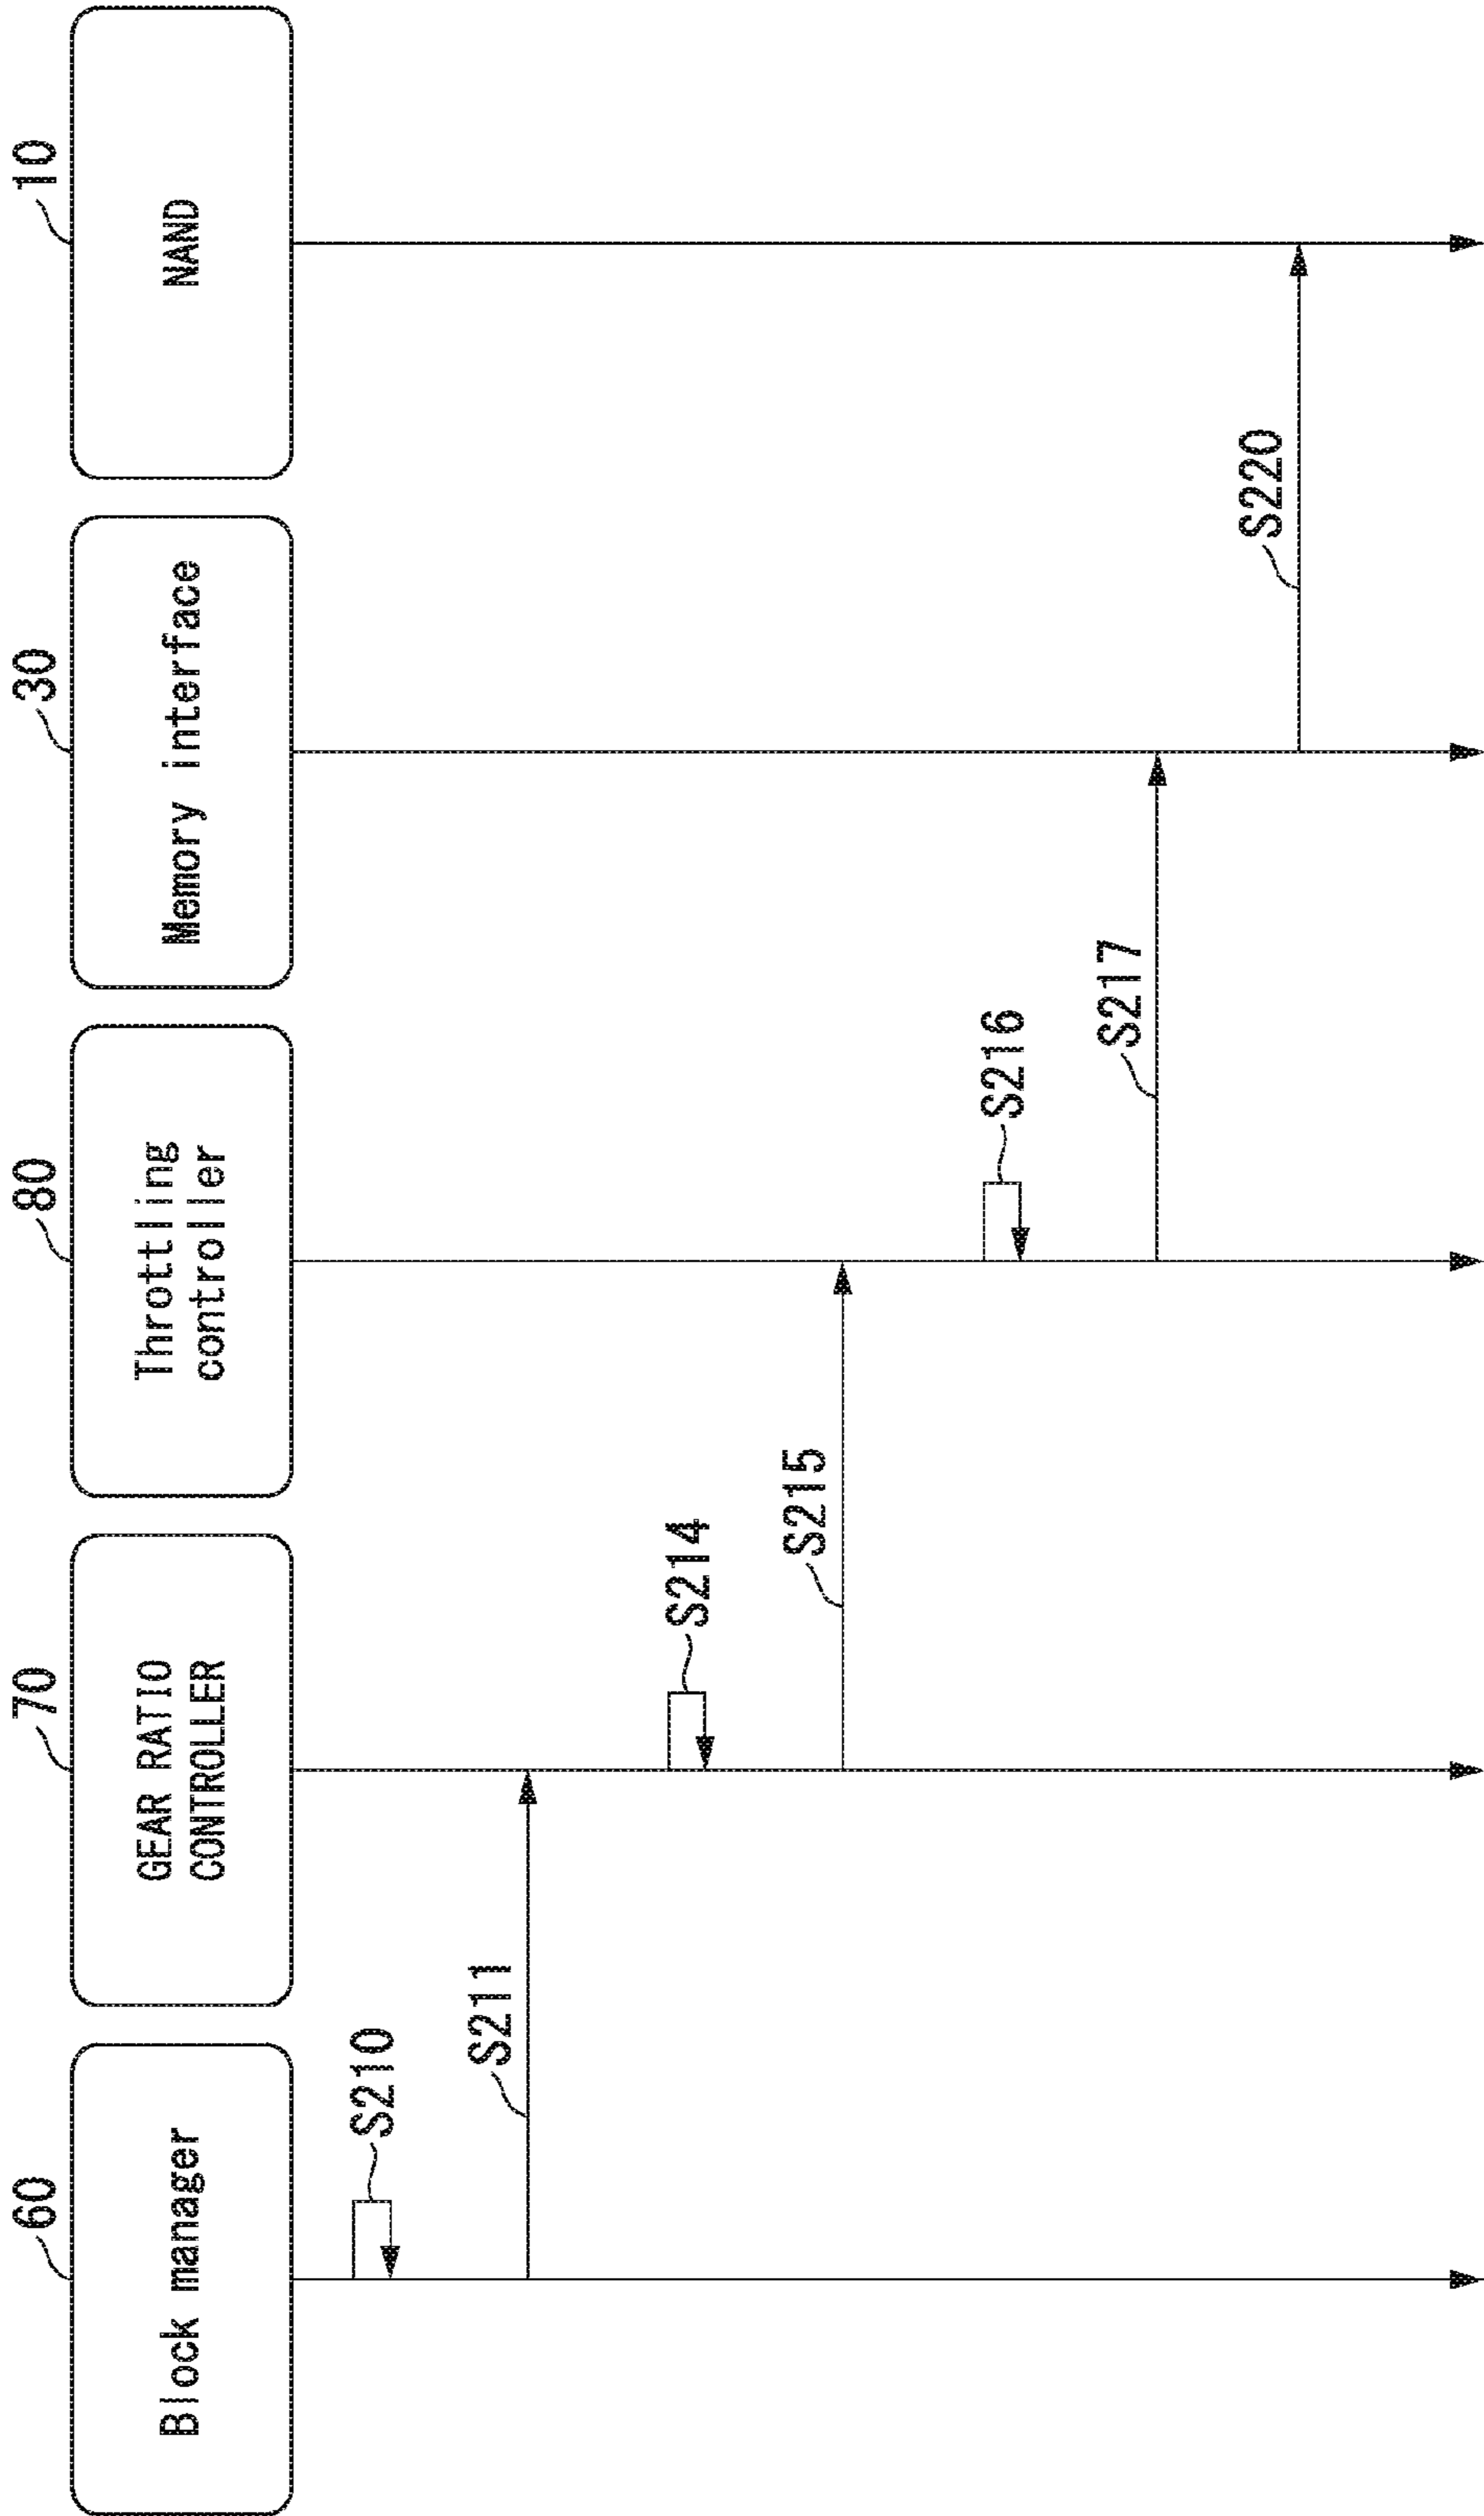 60
Block manager
70
GEAR RATIO
CONTROLLER
80
Throttling
controller
30
Memory interface
10
NAND
S210
S211
S214
S215
S216
S217
S220